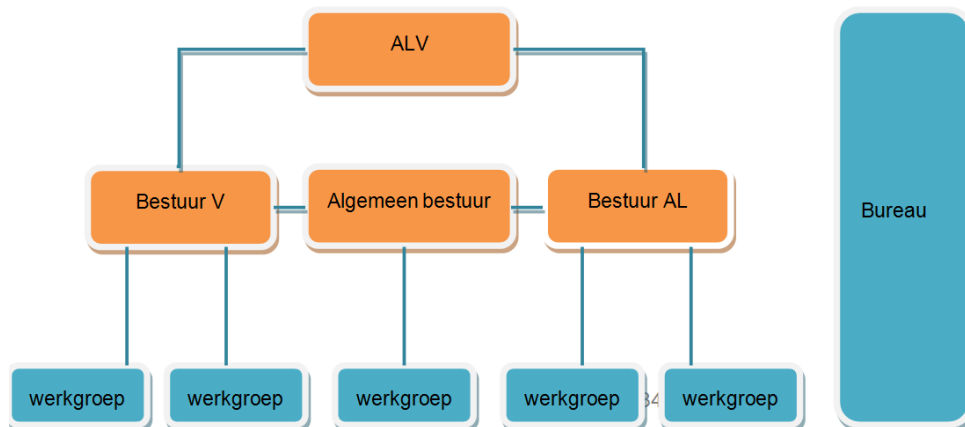 ALV
Bestuur V
Algemeen bestuur
Bestuur AL
Bureau
werkgroep
werkgroep
werkgroep
werkgroep
werkgroep